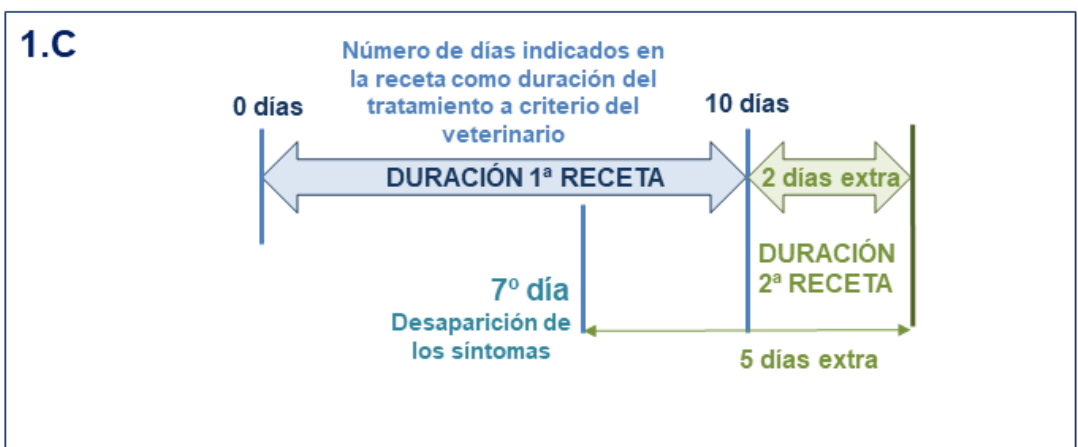 1.C
Número de días indicados en
la receta como duración del
tratamiento a criterio del
veterinario
0 días
10 días
DURACIÓN 1ª RECETA
2 días extra
DURACIÓN
2ª RECETA
7º día
Desaparición de
los síntomas
5 días extra